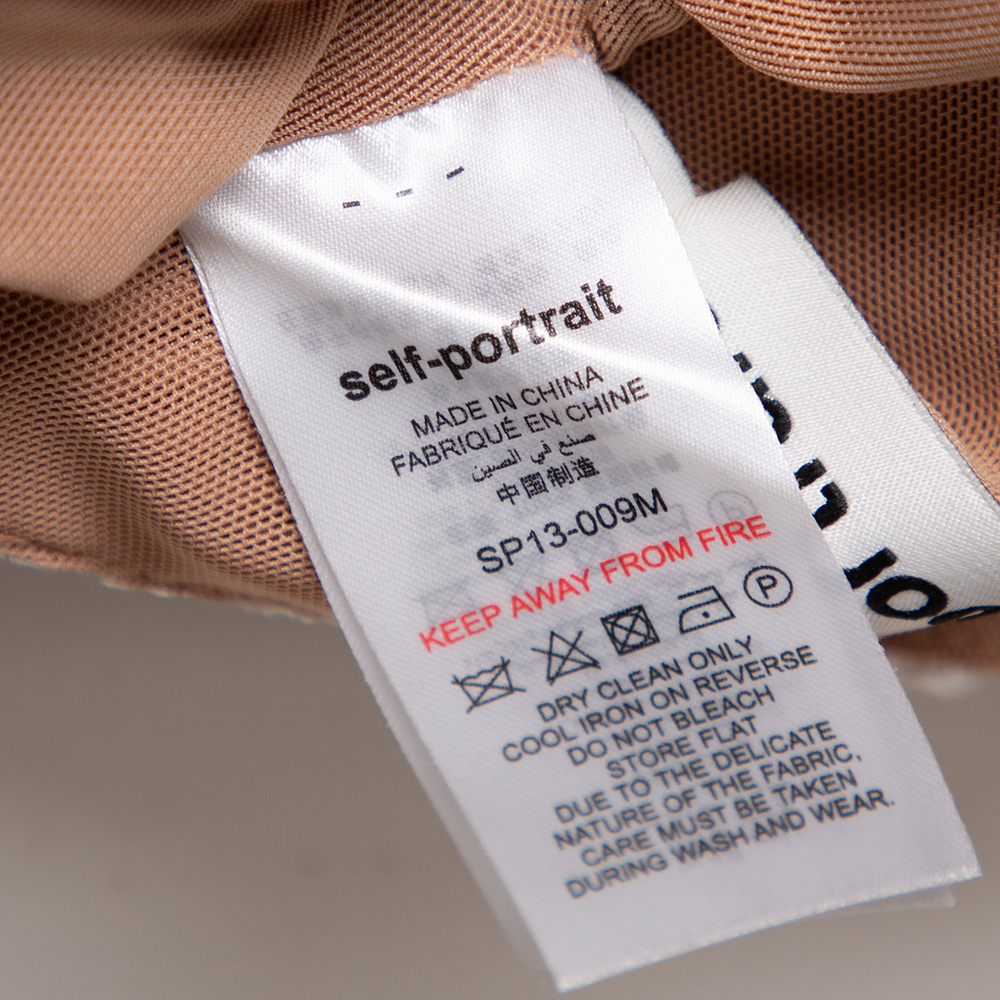 self-portrait
MADE IN CHINA
FABRIQUÉ EN CHINE
صنع في الصين
中国制造
SP13-009M
KEEP AWAY FROM FIRE
P
DRY CLEAN ONLY
COOL IRON ON REVERSE
DO NOT BLEACH
STORE FLAT
DUE TO THE DELICATE
NATURE OF THE FABRIC,
CARE MUST BE TAKEN
DURING WASH AND WEAR.